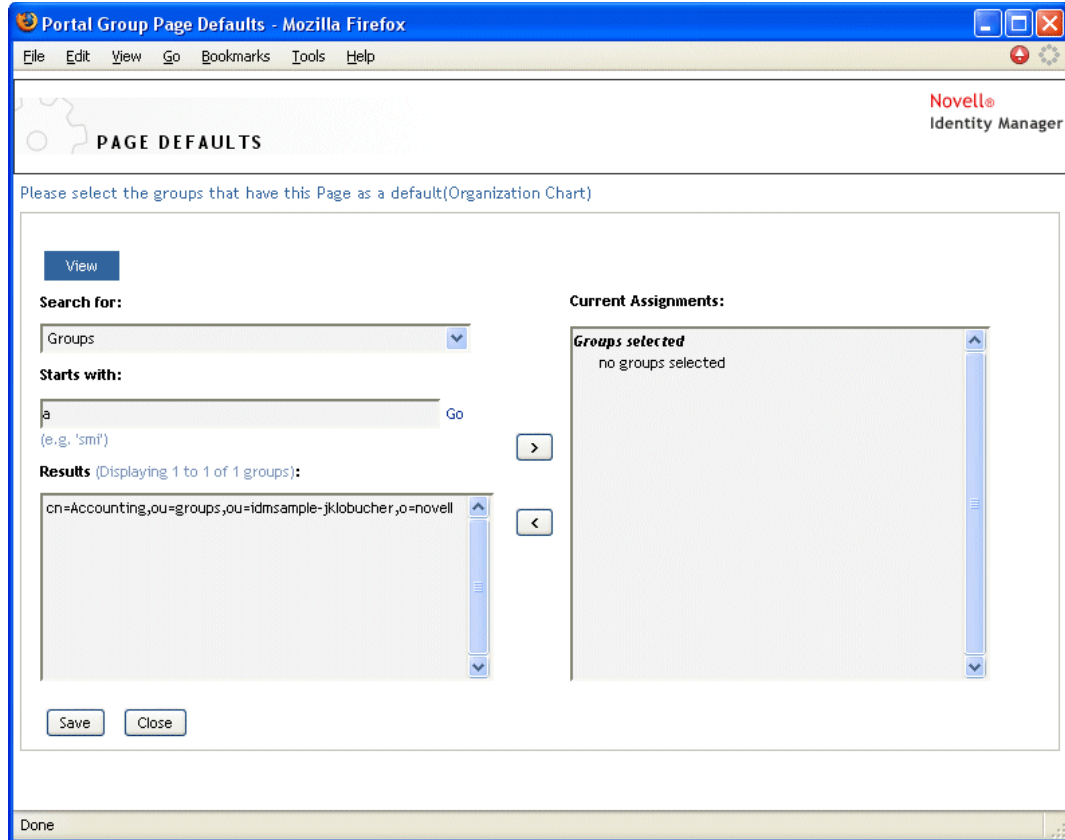 Portal Group Page Defaults - Mozilla Firefox
File Edit View Go Bookmarks Tools Help
Novell®
Identity Manager
PAGE DEFAULTS
Please select the groups that have this Page as a default(Organization Chart)
View
Search for:
Groups
Starts with:
a
Go
(e.g. 'smi')
Results (Displaying 1 to 1 of 1 groups):
cn=Accounting,ou=groups,ou=idmsample-jklobucher,o=novell
>
<
Current Assignments:
Groups selected
no groups selected
Save Close
Done